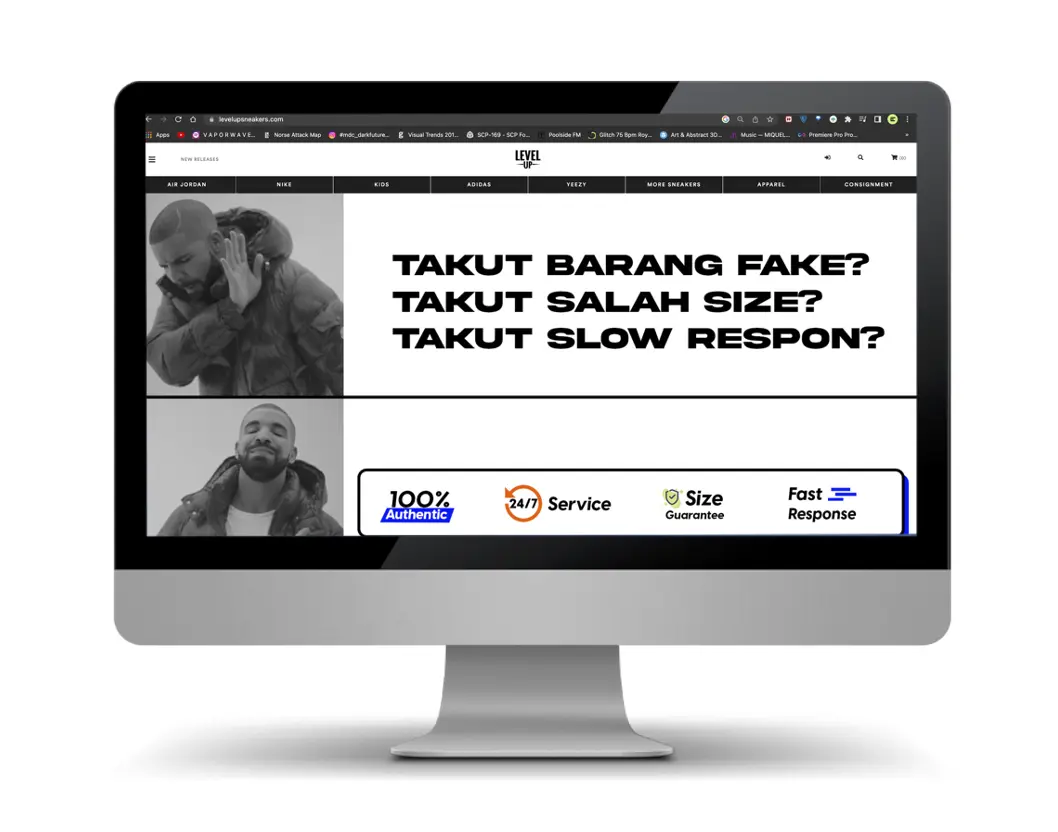 levelupsneakers.com
Apps
V A P O R W A V E...
Norse Attack Map
#mdc_darkfuture...
Visual Trends 201...
SCP-169 - SCP Fo...
Poolside FM
Glitch 75 Bpm Roy...
Art & Abstract 3D...
Music — MIQUEL...
Premiere Pro Pro...
NEW RELEASES
LEVEL
UP
AIR JORDAN
NIKE
KIDS
ADIDAS
YEEZY
MORE SNEAKERS
APPAREL
CONSIGNMENT
TAKUT BARANG FAKE?
TAKUT SALAH SIZE?
TAKUT SLOW RESPON?
100%
Authentic
24/7 Service
Size
Guarantee
Fast
Response